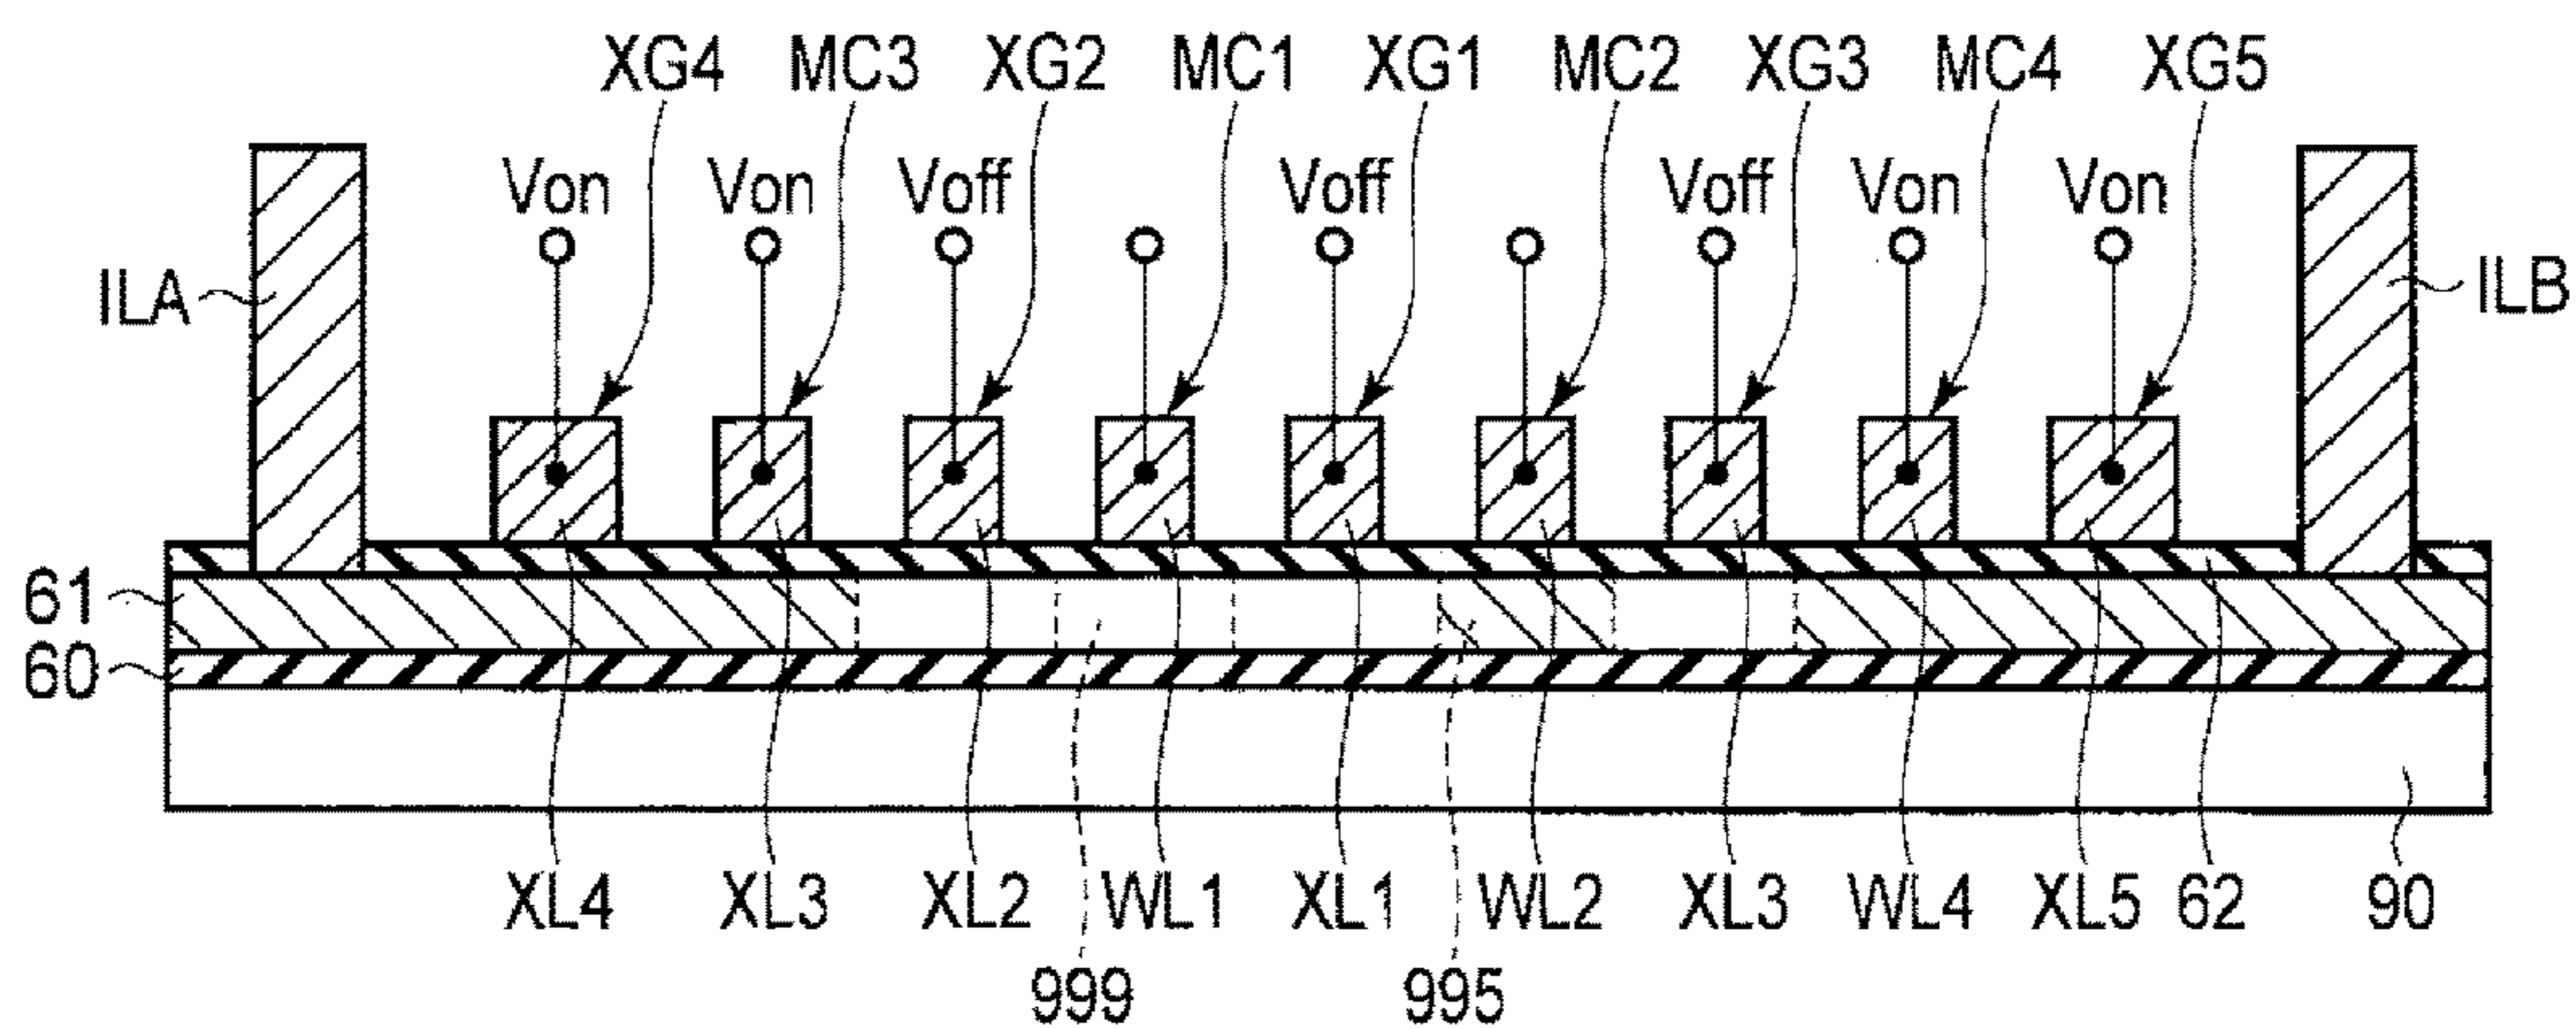 XG4 MC3 XG2 MC1 XG1 MC2 XG3 MC4 XG5
Von Von Voff Voff Voff Von Von
ILA ILB
61
60
XL4 XL3 XL2 WL1 XL1 WL2 XL3 WL4 XL5 62 90
999 995